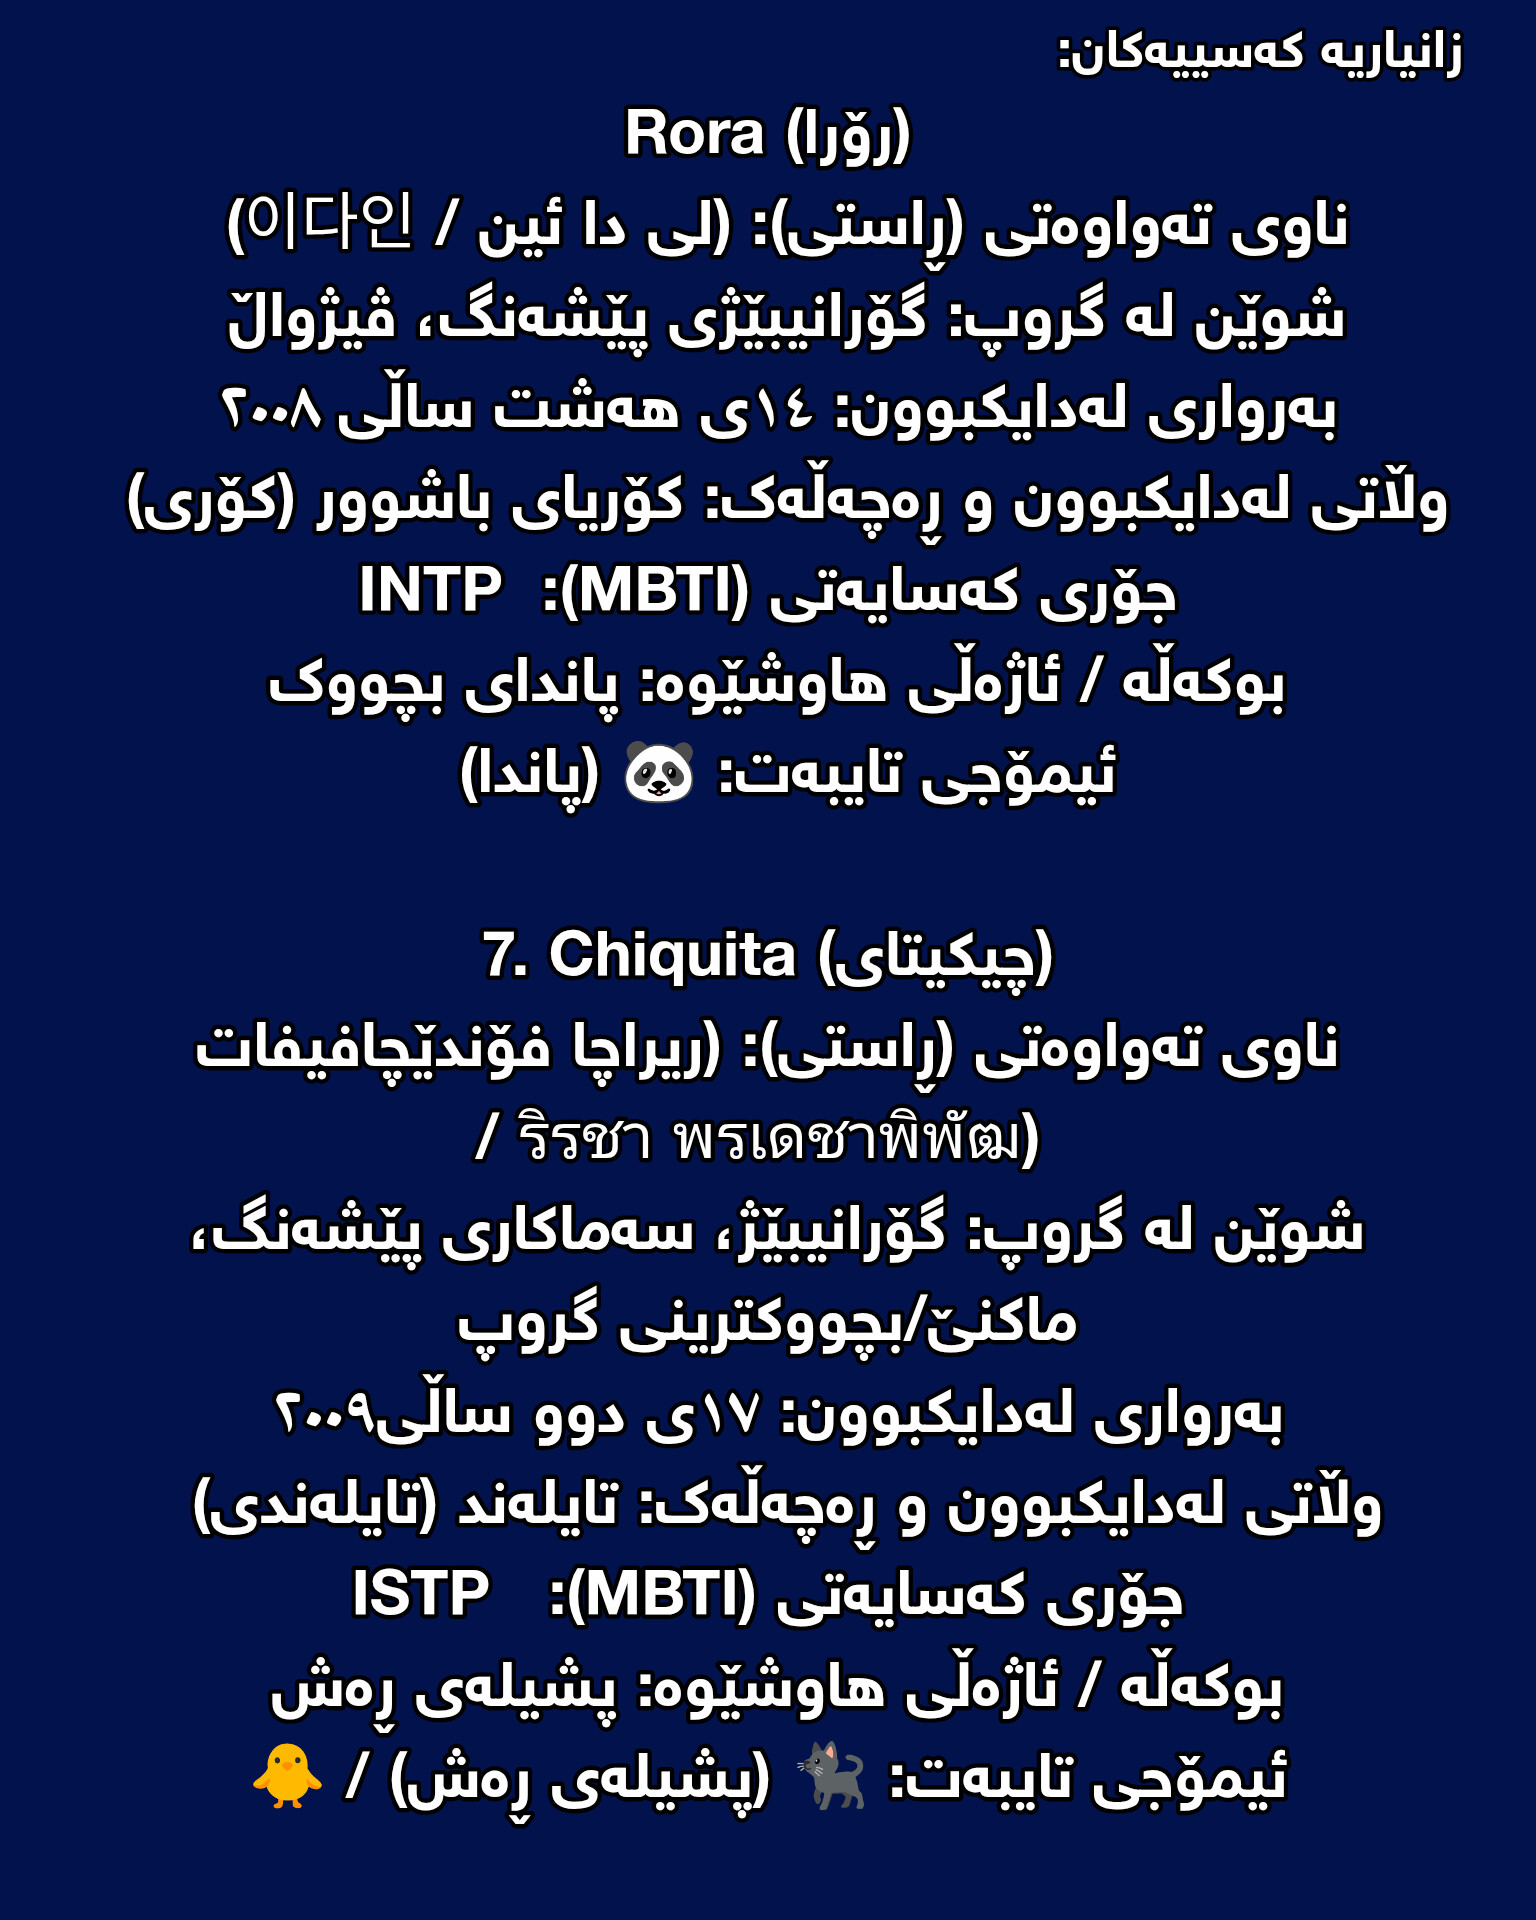 زانیاریە کەسییەکان:
Rora (رۆرا)
ناوی تەواوەتی (ڕاستی): (لی دا ئین / 이다인)
شوێن لە گروپ: گۆرانیبێژی پێشەنگ، ڤیژواڵ
بەرواری لەدایکبوون: ١٤ی هەشت ساڵی ٢٠٠٨
وڵاتی لەدایکبوون و ڕەچەڵەک: کۆریای باشوور (کۆری)
جۆری کەسایەتی (MBTI): INTP
بوکەڵە / ئاژەڵی هاوشێوە: پاندای بچووک
ئیمۆجی تایبەت: 🐼 (پاندا)
7. Chiquita (چیکیتای)
ناوی تەواوەتی (ڕاستی): (ریراچا فۆندێچافیفات
/ ริรชา พรเดชาพิพัฒ)
شوێن لە گروپ: گۆرانیبێژ، سەماکاری پێشەنگ،
ماکنێ/بچووکترینی گروپ
بەرواری لەدایکبوون: ١٧ی دوو ساڵی٢٠٠٩
وڵاتی لەدایکبوون و ڕەچەڵەک: تایلەند (تایلەندی)
جۆری کەسایەتی (MBTI): ISTP
بوکەڵە / ئاژەڵی هاوشێوە: پشیلەی ڕەش
ئیمۆجی تایبەت: 🐈‍⬛ (پشیلەی ڕەش) / 🐥